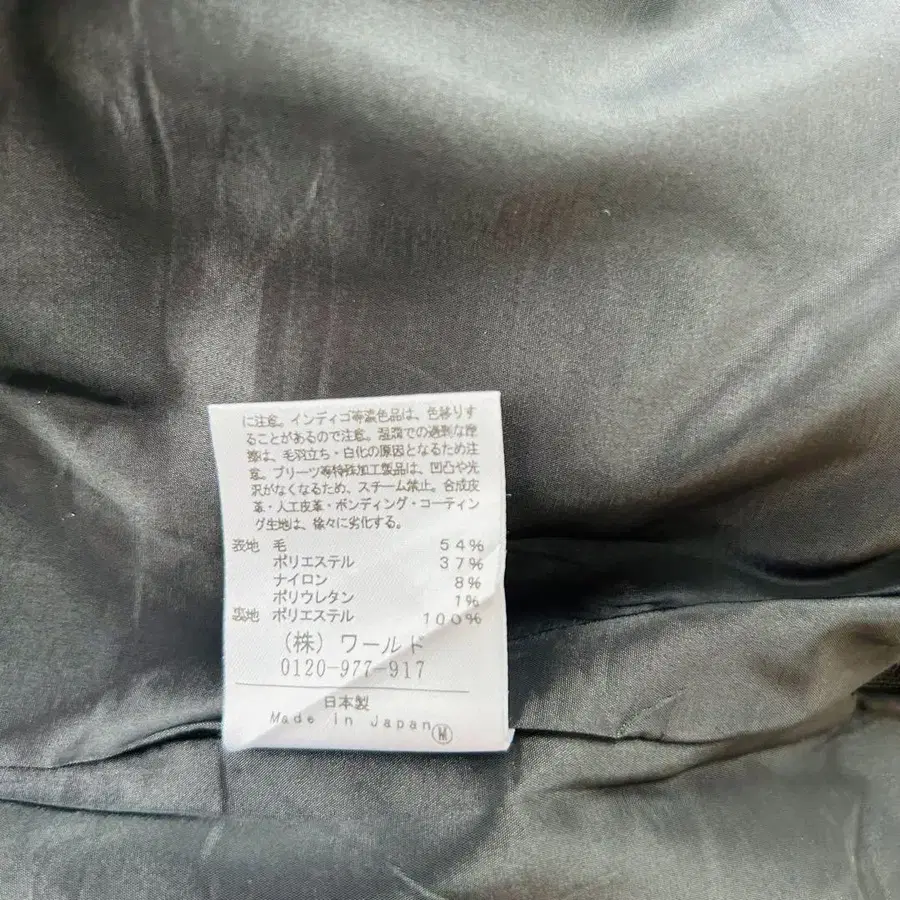 に注意。インディゴ等濃色品は、色移りす
ることがあるので注意。湿潤での過剰な摩
擦は、毛羽立ち・白化の原因となるため注
意。プリーツ等特殊加工製品は、凹凸や光
沢がなくなるため、スチーム禁止。合成皮
革・人工皮革・ボンディング・コーティン
グ生地は、徐々に劣化する。
表地 毛 54%
ポリエステル 37%
ナイロン 8%
ポリウレタン 1%
裏地 ポリエステル 100%
(株) ワールド
0120-977-917
日本製
Made in Japan Ⓜ